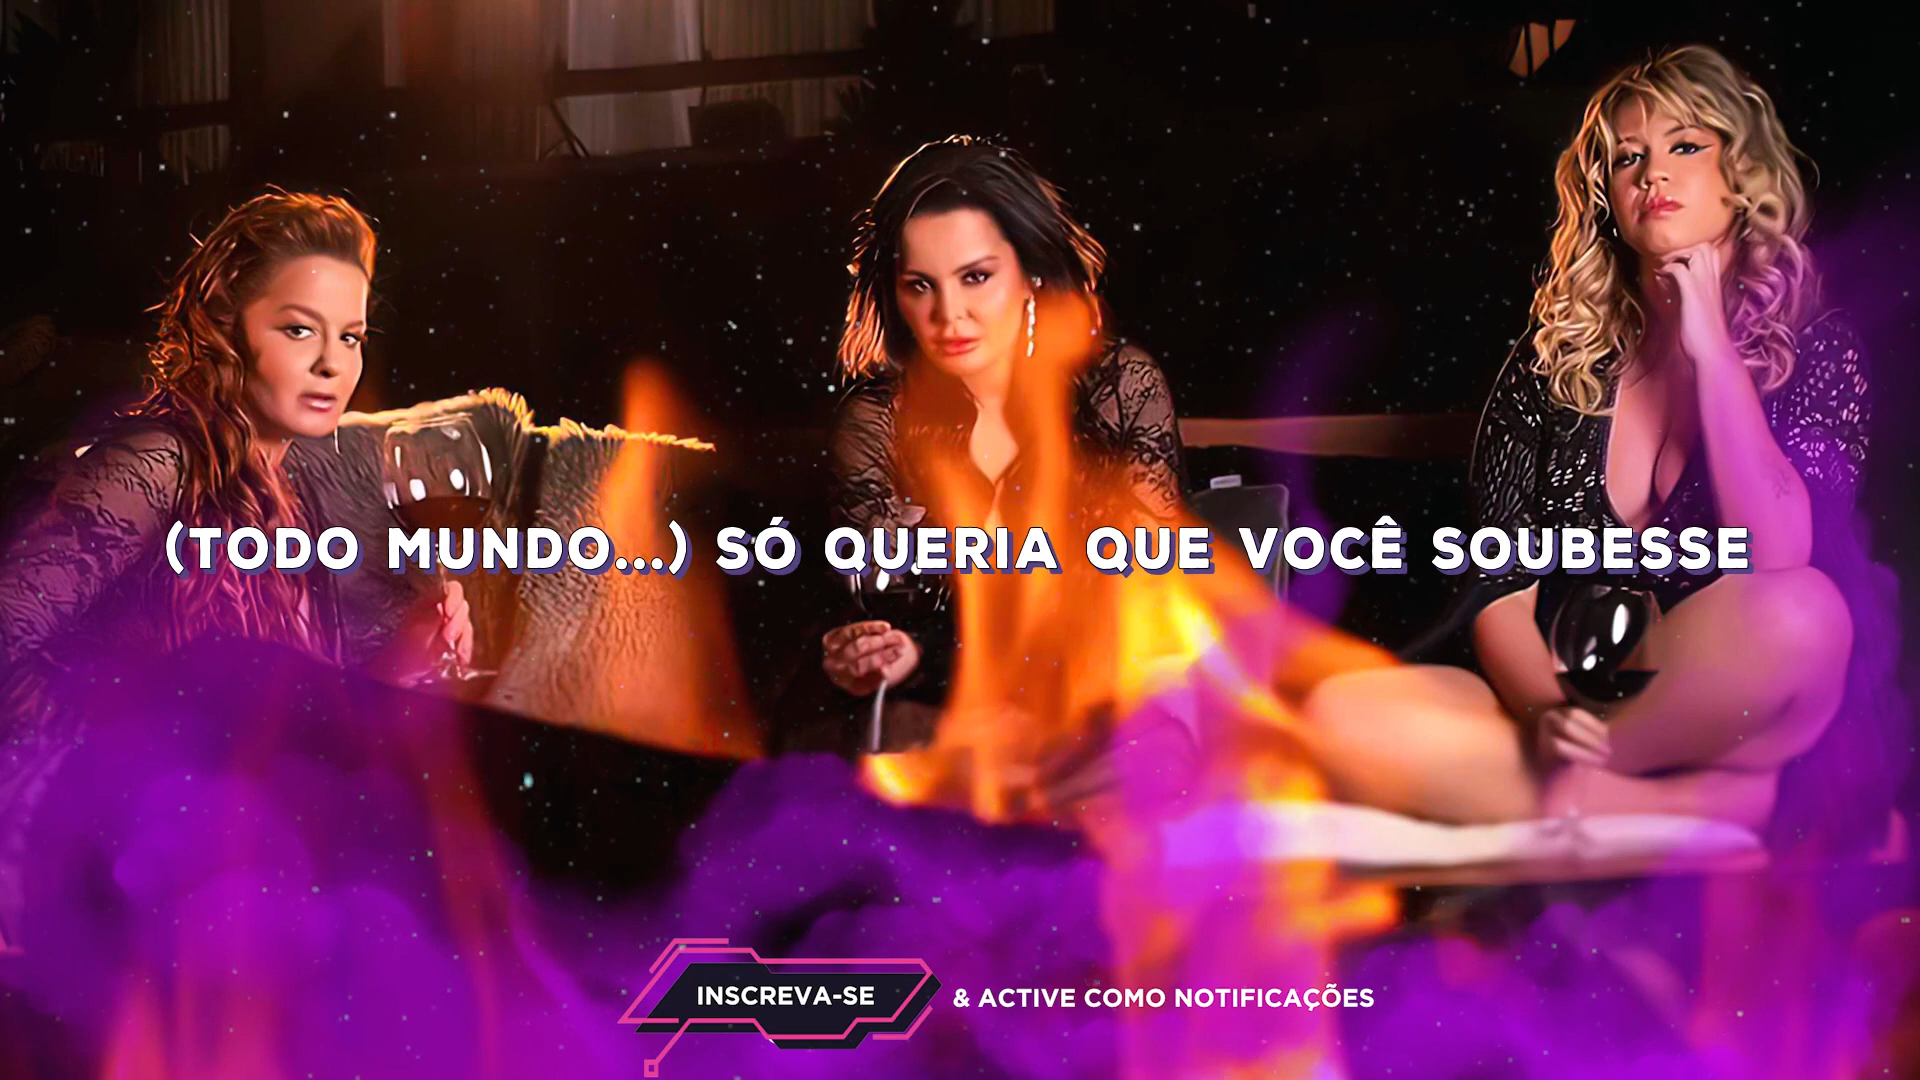 (TODO MUNDO...) SÓ QUERIA QUE VOCÊ SOUBESSE
INSCREVA-SE
& ACTIVE COMO NOTIFICAÇÕES